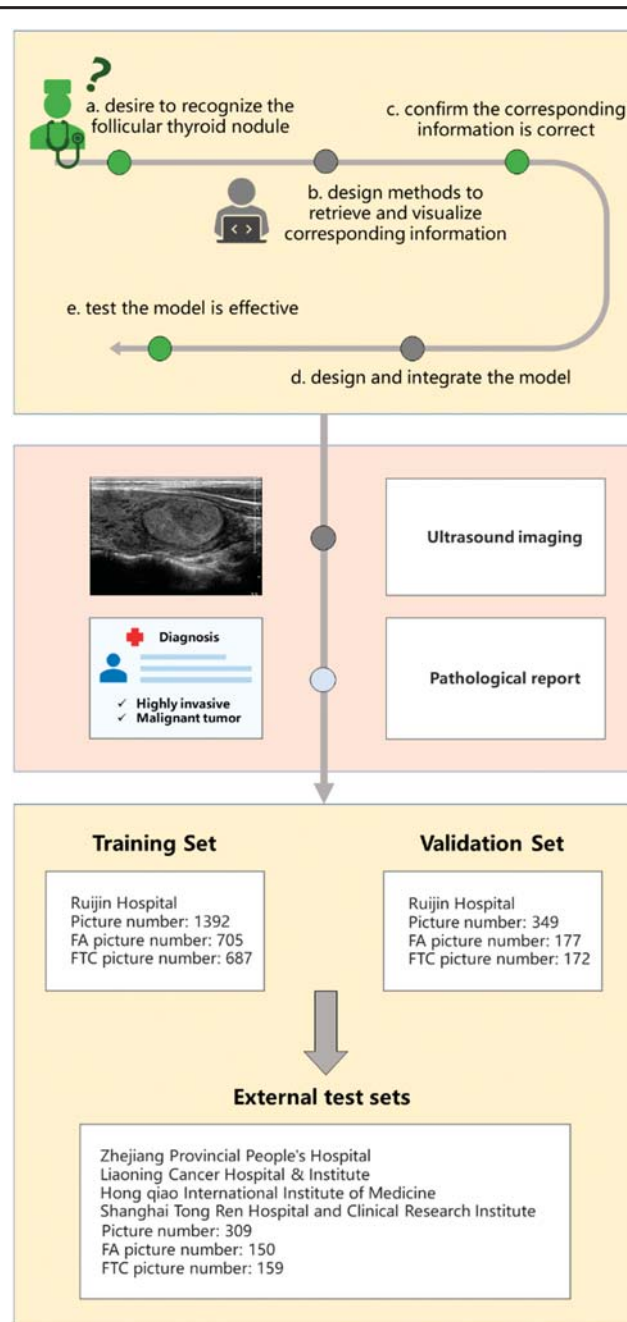 ?
a. desire to recognize the
follicular thyroid nodule
c. confirm the corresponding
information is correct
b. design methods to
retrieve and visualize
corresponding information
< >
e. test the model is effective
d. design and integrate the model
Ultrasound imaging
Diagnosis
✓ Highly invasive
✓ Malignant tumor
Pathological report
Training Set
Ruijin Hospital
Picture number: 1392
FA picture number: 705
FTC picture number: 687
Validation Set
Ruijin Hospital
Picture number: 349
FA picture number: 177
FTC picture number: 172
External test sets
Zhejiang Provincial People's Hospital
Liaoning Cancer Hospital & Institute
Hong qiao International Institute of Medicine
Shanghai Tong Ren Hospital and Clinical Research Institute
Picture number: 309
FA picture number: 150
FTC picture number: 159